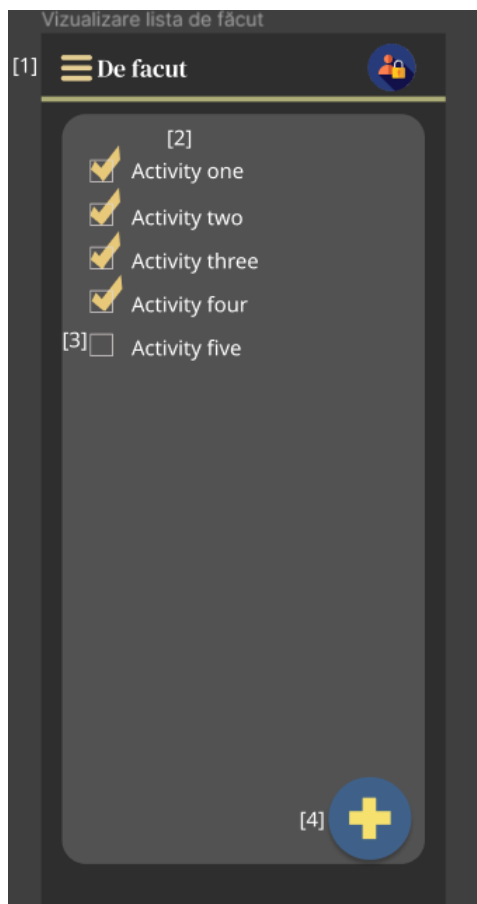 Vizualizare lista de făcut
[1] De facut
[2]
Activity one
Activity two
Activity three
Activity four
[3] Activity five
[4]